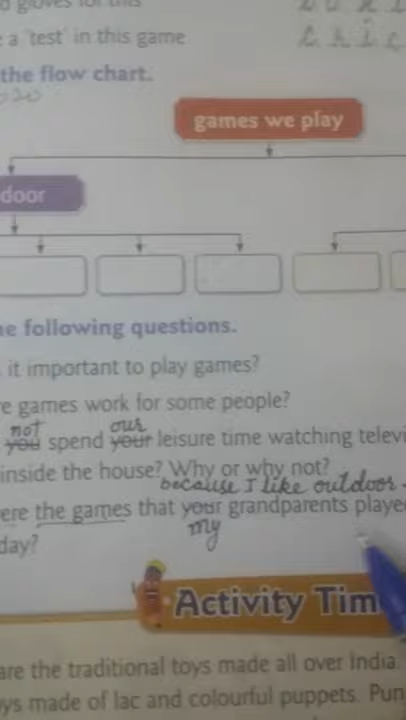 d gloves for this
e a 'test' in this game
c h i c
the flow chart.
games we play
door
he following questions.
it important to play games?
e games work for some people?
not our
you spend your leisure time watching televi
inside the house? Why or why not?
because I like outdoor
ere the games that your grandparents playe
my
day?
Activity Tim
are the traditional toys made all over India.
ys made of lac and colourful puppets. Pun